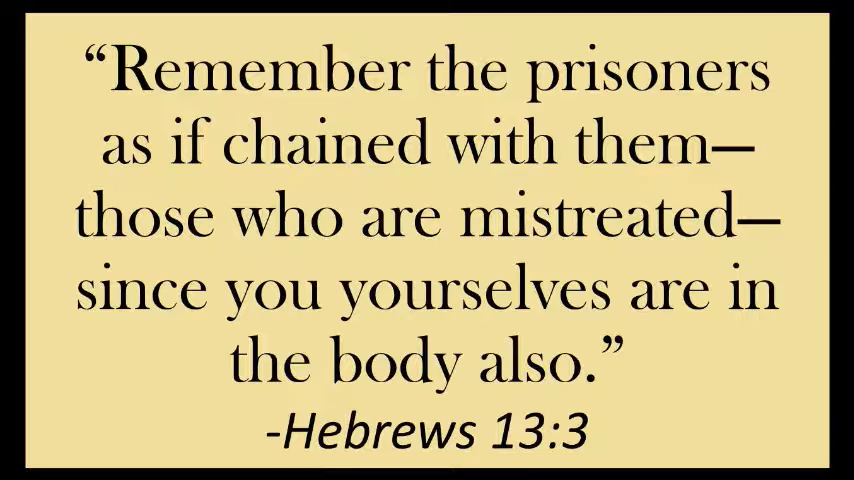 “Remember the prisoners
as if chained with them—
those who are mistreated—
since you yourselves are in
the body also.”
-Hebrews 13:3